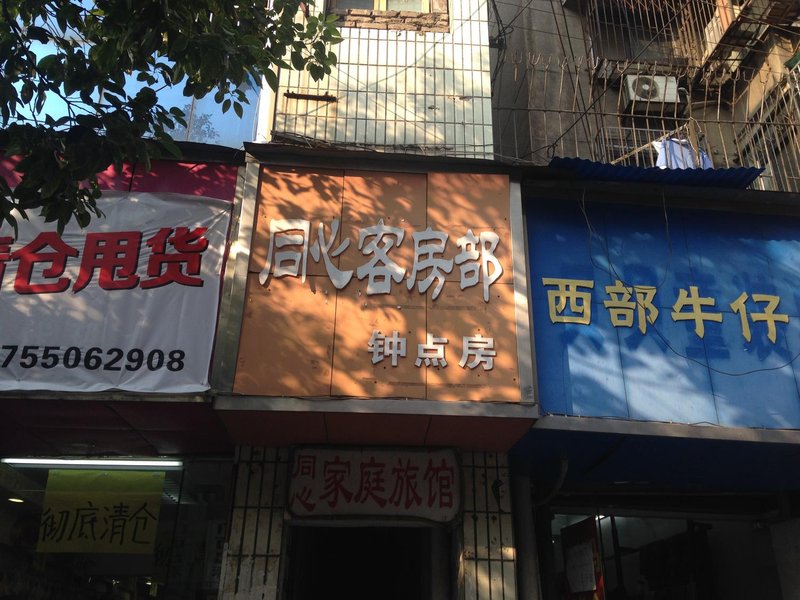 清仓甩货
755062908
同心客房部
钟点房
西部牛仔
同心
家庭旅馆
彻底清仓